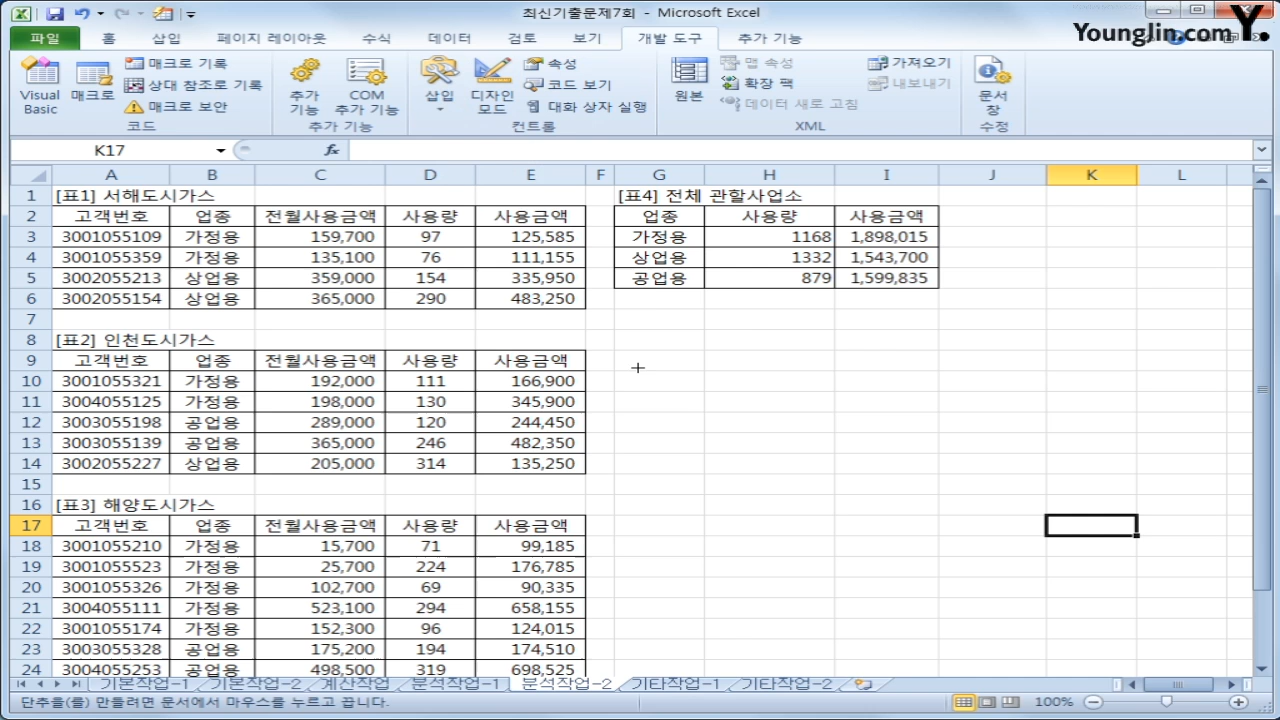 최신기출문제7회 - Microsoft Excel
Younglin.com Y.
파일 홈 삽입 페이지 레이아웃 수식 데이터 검토 보기 개발 도구 추가 기능
Visual Basic
매크로
매크로 기록
상대 참조로 기록
매크로 보안
코드
추가 기능
COM 추가 기능
추가 기능
삽입
디자인 모드
속성
코드 보기
대화 상자 실행
컨트롤
원본
맵 속성
확장 팩
데이터 새로 고침
가져오기
내보내기
XML
문서 창
수정
K17 fx
A B C D E F G H I J K L
1 [표1] 서해도시가스 [표4] 전체 관할사업소
2 고객번호 업종 전월사용금액 사용량 사용금액 업종 사용량 사용금액
3 3001055109 가정용 159,700 97 125,585 가정용 1168 1,898,015
4 3001055359 가정용 135,100 76 111,155 상업용 1332 1,543,700
5 3002055213 상업용 359,000 154 335,950 공업용 879 1,599,835
6 3002055154 상업용 365,000 290 483,250
7
8 [표2] 인천도시가스
9 고객번호 업종 전월사용금액 사용량 사용금액
10 3001055321 가정용 192,000 111 166,900
11 3004055125 가정용 198,000 130 345,900
12 3003055198 공업용 289,000 120 244,450
13 3003055139 공업용 365,000 246 482,350
14 3002055227 상업용 205,000 314 135,250
15
16 [표3] 해양도시가스
17 고객번호 업종 전월사용금액 사용량 사용금액
18 3001055210 가정용 15,700 71 99,185
19 3001055523 가정용 25,700 224 176,785
20 3001055326 가정용 102,700 69 90,335
21 3004055111 가정용 523,100 294 658,155
22 3001055174 가정용 152,300 96 124,015
23 3003055328 공업용 175,200 194 174,510
24 3004055253 공업용 498,500 319 698,525
기본작업-1 기본작업-2 계산작업 분석작업-1 분석작업-2 기타작업-1 기타작업-2
단추을(를) 만들려면 문서에서 마우스를 누르고 끕니다. 100%